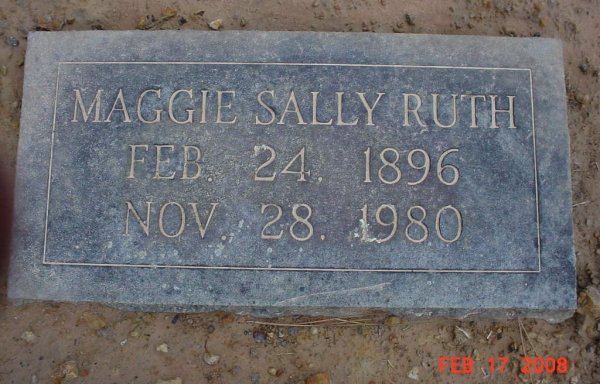 MAGGIE SALLY RUTH
FEB. 24. 1896
NOV 28. 1980
FEB 17 2008